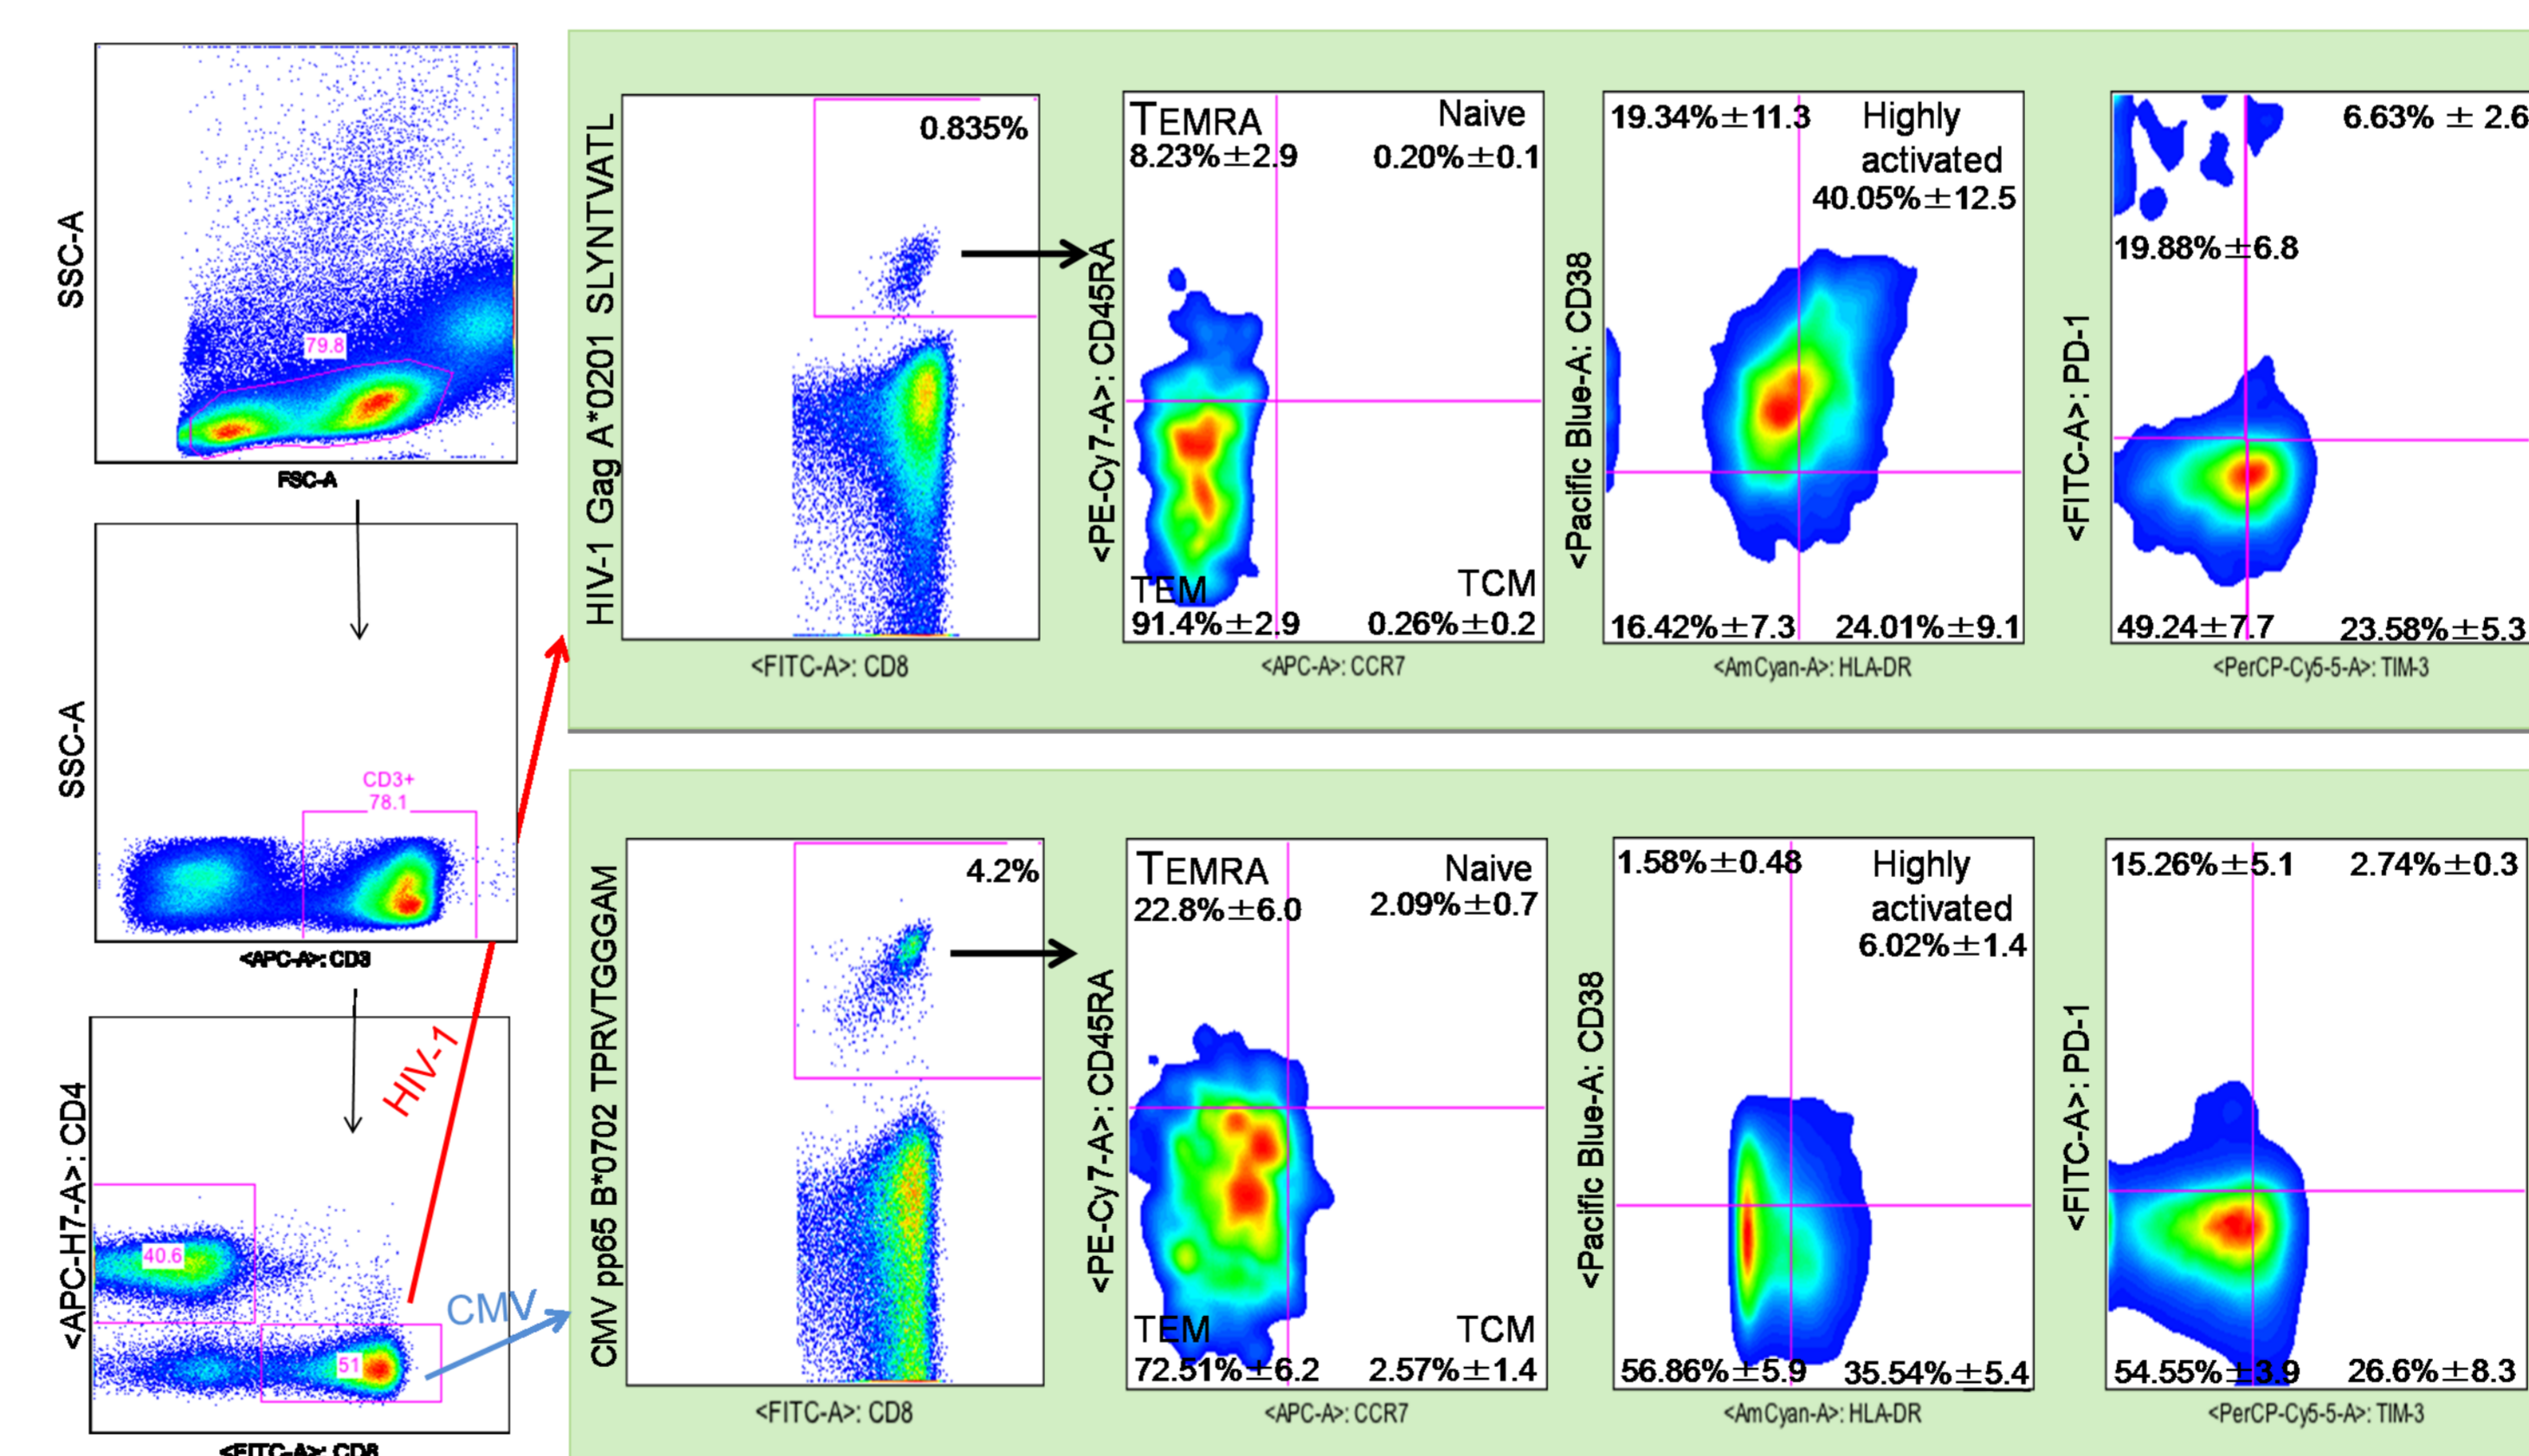 SSC-A
79.8
FSC-A
SSC-A
CD3+
78.1
<APC-A>: CD3
<APC-H7-A>: CD4
40.6
51
<FITC-A>: CD8
HIV-1
CMV
HIV-1 Gag A*0201 SLYNTVATL
0.835%
<FITC-A>: CD8
<PE-Cy7-A>: CD45RA
TEMRA
8.23%±2.9
Naive
0.20%±0.1
TEM
91.4%±2.9
TCM
0.26%±0.2
<APC-A>: CCR7
<Pacific Blue-A: CD38
19.34%±11.3
Highly
activated
40.05%±12.5
16.42%±7.3
24.01%±9.1
<AmCyan-A>: HLA-DR
<FITC-A>: PD-1
6.63% ± 2.6
19.88%±6.8
49.24±7.7
23.58%±5.3
<PerCP-Cy5-5-A>: TIM-3
CMV pp65 B*0702 TPRVTGGGAM
4.2%
<FITC-A>: CD8
<PE-Cy7-A>: CD45RA
TEMRA
22.8%±6.0
Naive
2.09%±0.7
TEM
72.51%±6.2
TCM
2.57%±1.4
<APC-A>: CCR7
<Pacific Blue-A: CD38
1.58%±0.48
Highly
activated
6.02%±1.4
56.86%±5.9
35.54%±5.4
<AmCyan-A>: HLA-DR
<FITC-A>: PD-1
15.26%±5.1
2.74%±0.3
54.55%±3.9
26.6%±8.3
<PerCP-Cy5-5-A>: TIM-3